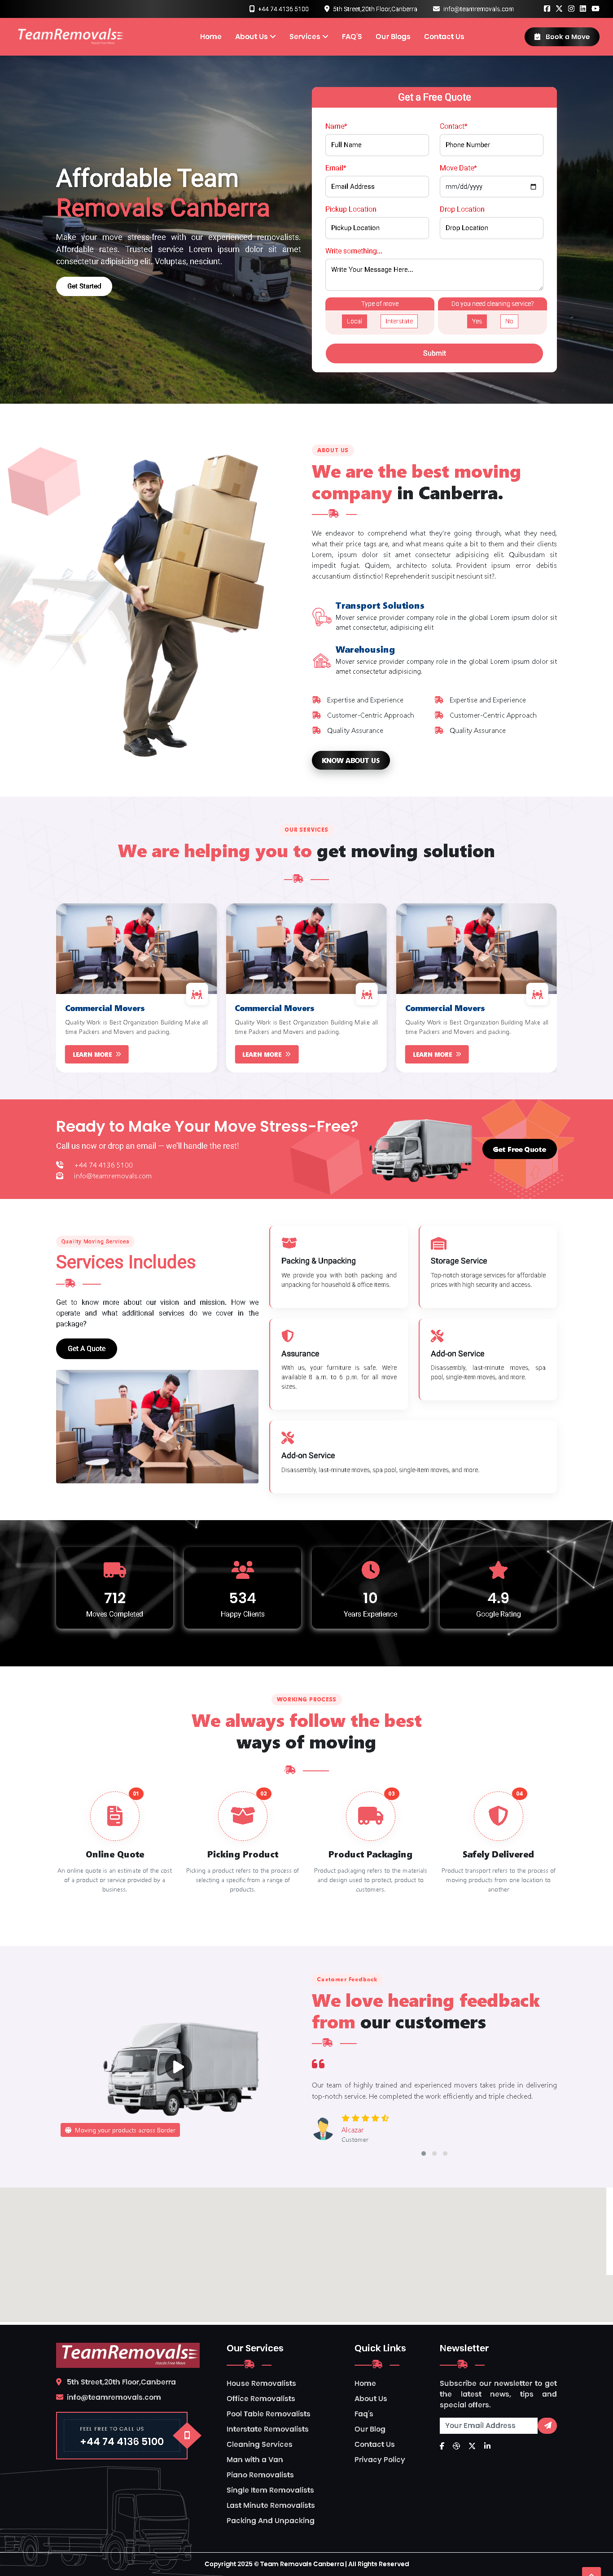 +44 74 4136 5100
5th Street,20th Floor,Canberra
info@teamremovals.com
TeamRemovals
Home
About Us
Services
FAQ'S
Our Blogs
Contact Us
Book a Move
Affordable Team
Removals Canberra
Make your move stress-free with our experienced removalists.
Affordable rates. Trusted service Lorem ipsum dolor sit amet
consectetur adipisicing elit. Voluptas, nesciunt.
Get Started
Get a Free Quote
Name*
Contact*
Full Name
Phone Number
Email*
Move Date*
Email Address
mm/dd/yyyy
Pickup Location
Drop Location
Pickup Location
Drop Location
Write something...
Write Your Message Here...
Type of move
Do you need cleaning service?
Local
Interstate
Yes
No
Submit
ABOUT US
We are the best moving
company in Canberra.
We endeavor to comprehend what they're going through, what they need,
what their price tags are, and what means quite a bit to them and their clients
Lorem, ipsum dolor sit amet consectetur adipisicing elit. Quibusdam sit
impedit fugiat. Quidem, architecto soluta. Provident ipsum error debitis
accusantium distinctio! Reprehenderit suscipit nesciunt sit?.
Transport Solutions
Mover service provider company role in the global Lorem ipsum dolor sit
amet consectetur, adipisicing elit
Warehousing
Mover service provider company role in the global Lorem ipsum dolor sit
amet consectetur adipisicing.
Expertise and Experience
Expertise and Experience
Customer-Centric Approach
Customer-Centric Approach
Quality Assurance
Quality Assurance
KNOW ABOUT US
OUR SERVICES
We are helping you to get moving solution
Commercial Movers
Quality Work is Best Organization Building Make all
time Packers and Movers and packing.
LEARN MORE
Commercial Movers
Quality Work is Best Organization Building Make all
time Packers and Movers and packing.
LEARN MORE
Commercial Movers
Quality Work is Best Organization Building Make all
time Packers and Movers and packing.
LEARN MORE
Ready to Make Your Move Stress-Free?
Call us now or drop an email — we'll handle the rest!
+44 74 4136 5100
info@teamremovals.com
Get Free Quote
Quality Moving Services
Services Includes
Get to know more about our vision and mission. How we
operate and what additional services do we cover in the
package?
Get A Quote
Packing & Unpacking
We provide you with both packing and
unpacking for household & office items.
Storage Service
Top-notch storage services for affordable
prices with high security and access.
Assurance
With us, your furniture is safe. We're
available 8 a.m. to 6 p.m. for all move
sizes.
Add-on Service
Disassembly, last-minute moves, spa
pool, single-item moves, and more.
Add-on Service
Disassembly, last-minute moves, spa pool, single-item moves, and more.
712
Moves Completed
534
Happy Clients
10
Years Experience
4.9
Google Rating
WORKING PROCESS
We always follow the best
ways of moving
01
Online Quote
An online quote is an estimate of the cost
of a product or service provided by a
business.
02
Picking Product
Picking a product refers to the process of
selecting a specific from a range of
products.
03
Product Packaging
Product packaging refers to the materials
and design used to protect, product to
customers.
04
Safely Delivered
Product transport refers to the process of
moving products from one location to
another
Moving your products across Border
Customer Feedback
We love hearing feedback
from our customers
Our team of highly trained and experienced movers takes pride in delivering
top-notch service. He completed the work efficiently and triple checked.
Alcazar
Customer
TeamRemovals
5th Street,20th Floor,Canberra
info@teamremovals.com
FEEL FREE TO CALL US
+44 74 4136 5100
Our Services
House Removalists
Office Removalists
Pool Table Removalists
Interstate Removalists
Cleaning Services
Man with a Van
Piano Removalists
Single Item Removalists
Last Minute Removalists
Packing And Unpacking
Quick Links
Home
About Us
Faq's
Our Blog
Contact Us
Privacy Policy
Newsletter
Subscribe our newsletter to get
the latest news, tips and
special offers.
Your Email Address
Copyright 2025 © Team Removals Canberra | All Rights Reserved